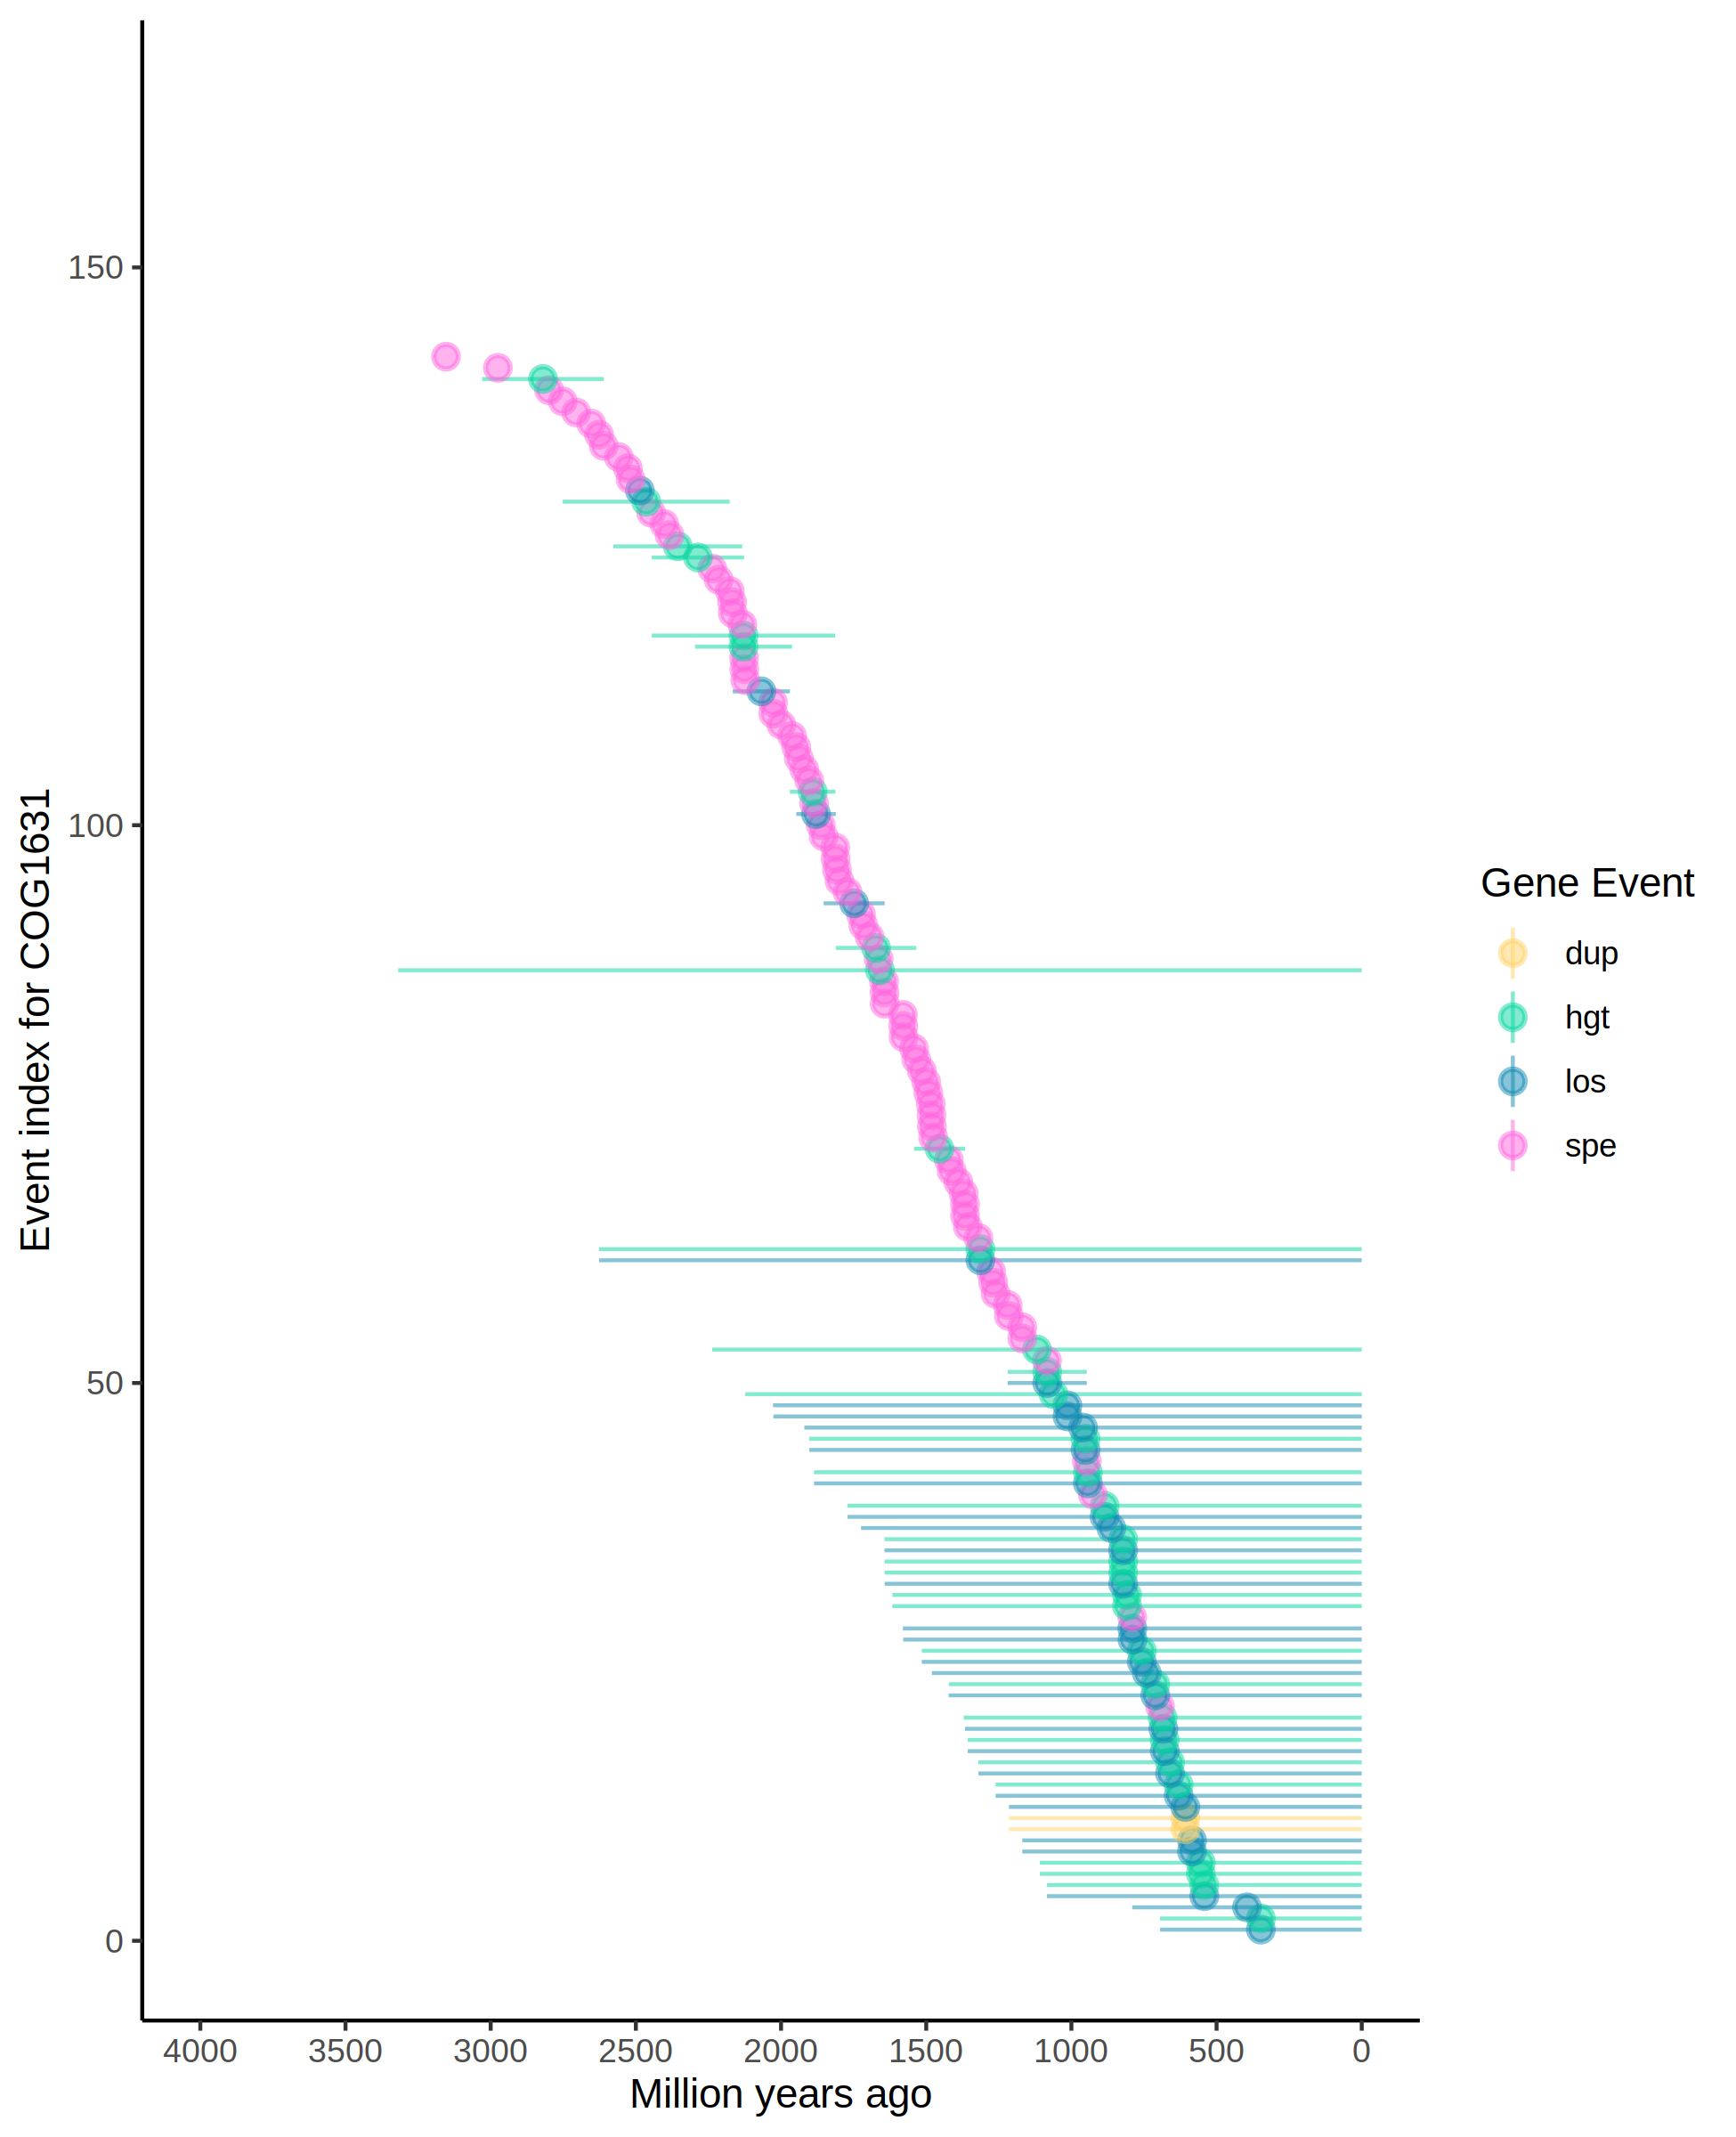 Event index for COG1631
150
100
50
0
4000 3500 3000 2500 2000 1500 1000 500 0
Million years ago
Gene Event
dup
hgt
los
spe